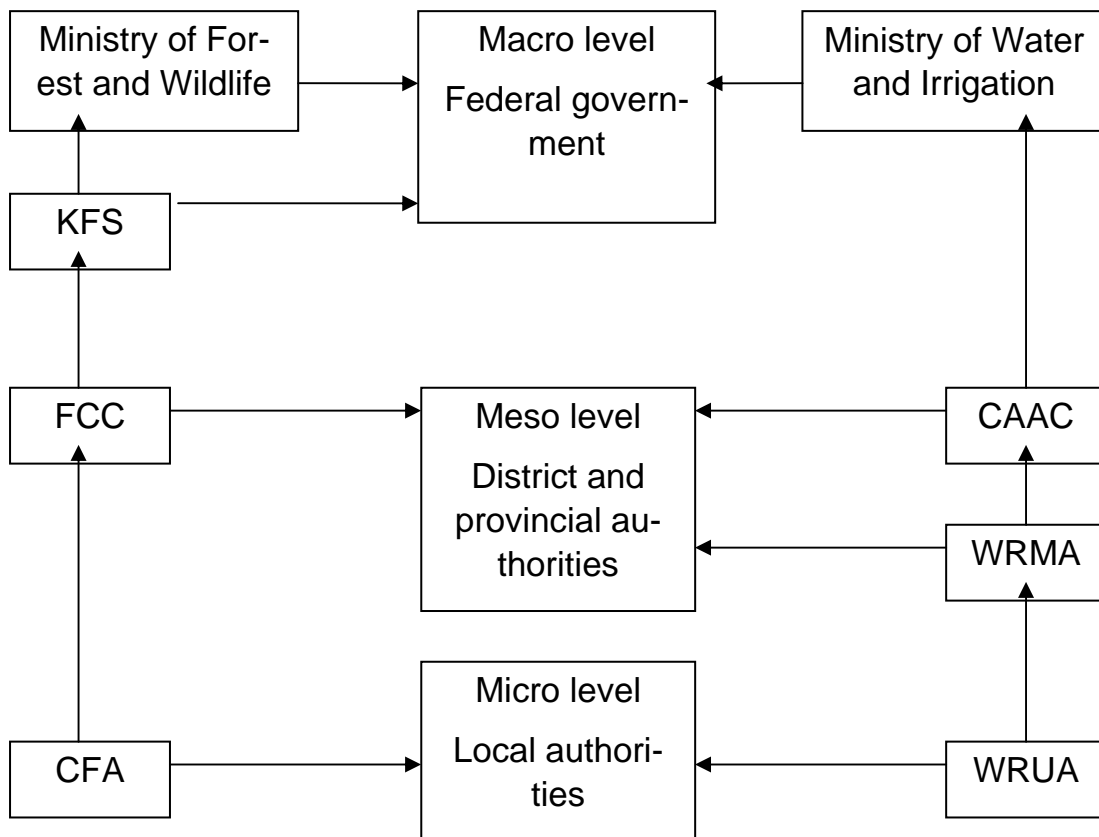 Ministry of For-
est and Wildlife
Macro level
Federal govern-
ment
Ministry of Water
and Irrigation
KFS
FCC
Meso level
District and
provincial au-
thorities
CAAC
WRMA
CFA
Micro level
Local authori-
ties
WRUA